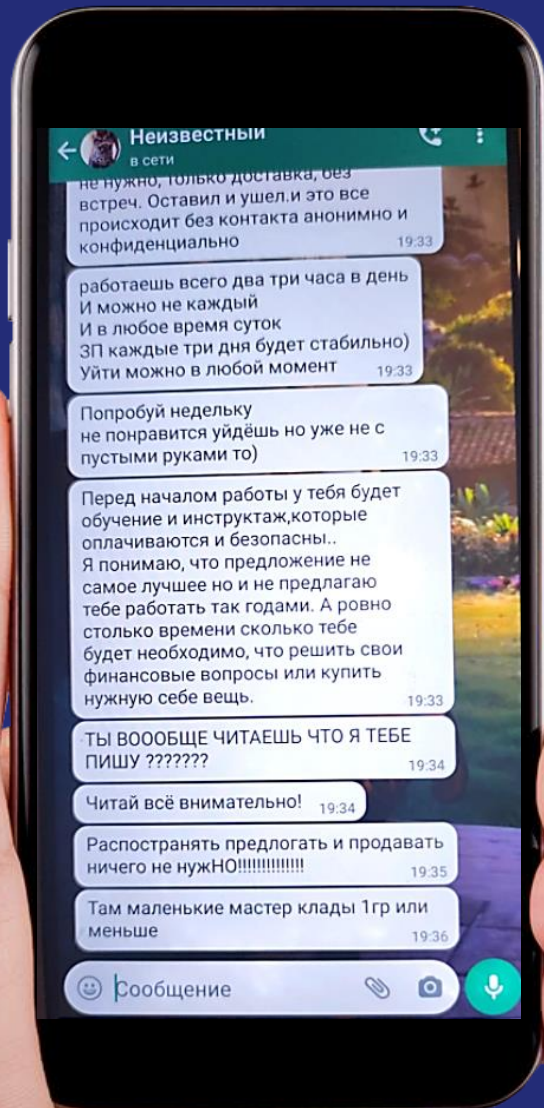 Неизвестный
в сети
не нужно, только доставка, без
встреч. Оставил и ушел.и это все
происходит без контакта анонимно и
конфиденциально
19:33
работаешь всего два три часа в день
И можно не каждый
И в любое время суток
ЗП каждые три дня будет стабильно)
Уйти можно в любой момент
19:33
Попробуй недельку
не понравится уйдёшь но уже не с
пустыми руками то)
19:33
Перед началом работы у тебя будет
обучение и инструктаж,которые
оплачиваются и безопасны..
Я понимаю, что предложение не
самое лучшее но и не предлагаю
тебе работать так годами. А ровно
столько времени сколько тебе
будет необходимо, что решить свои
финансовые вопросы или купить
нужную себе вещь.
19:33
ТЫ ВОООБЩЕ ЧИТАЕШЬ ЧТО Я ТЕБЕ
ПИШУ ???????
19:34
Читай всё внимательно!
19:34
Распостранять предлогать и продавать
ничего не нужНО!!!!!!!!!!!!!!
19:35
Там маленькие мастер клады 1гр или
меньше
19:36
Сообщение